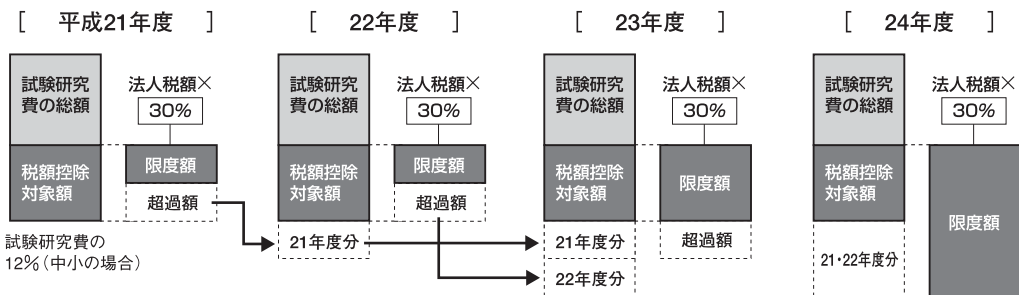 [ 平成21年度 ]
試験研究
費の総額
法人税額×
30%
税額控除
対象額
限度額
超過額
試験研究費の
12%(中小の場合)
[ 22年度 ]
試験研究
費の総額
法人税額×
30%
税額控除
対象額
限度額
超過額
21年度分
[ 23年度 ]
試験研究
費の総額
法人税額×
30%
税額控除
対象額
限度額
超過額
21年度分
22年度分
[ 24年度 ]
試験研究
費の総額
法人税額×
30%
税額控除
対象額
限度額
21・22年度分